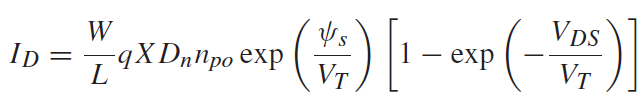 I_D = \frac{W}{L} q X D_n n_{po} \exp\left(\frac{\psi_s}{V_T}\right) \left[1 - \exp\left(-\frac{V_{DS}}{V_T}\right)\right]